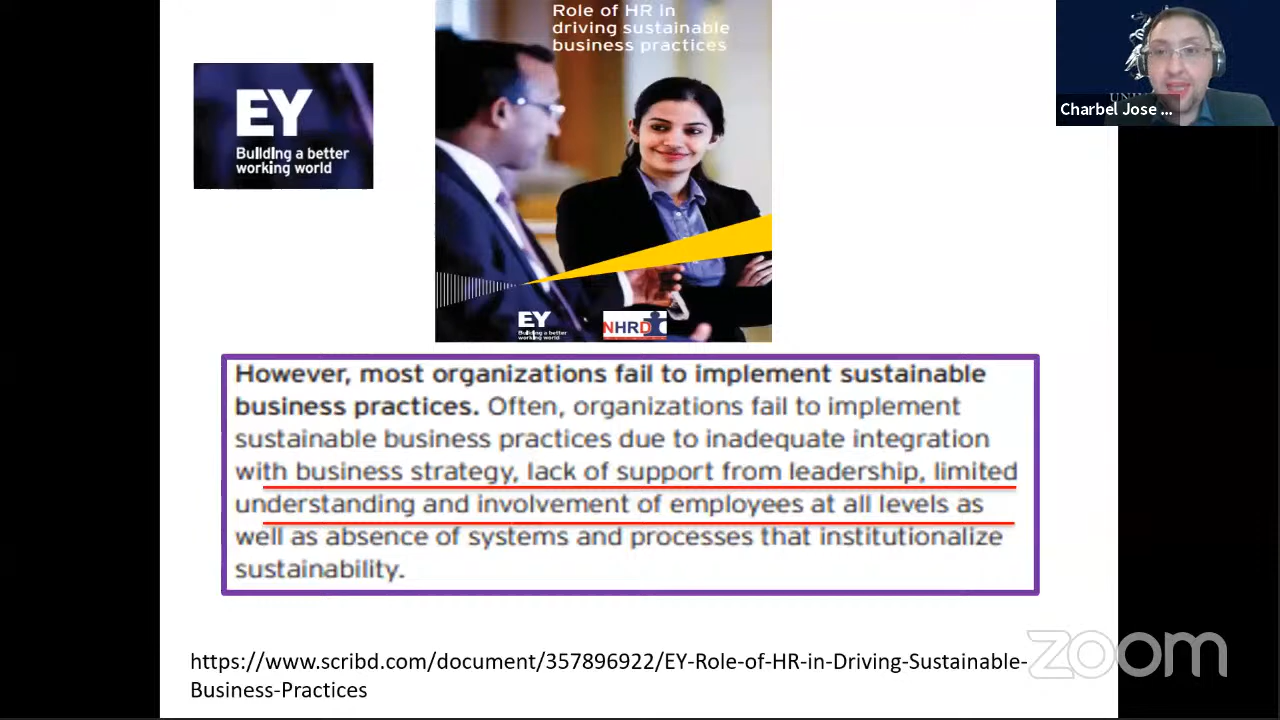 Role of HR in
driving sustainable
business practices
EY
Building a better
working world
Charbel Jose ...
EY
Building a better
working world
NHRD
However, most organizations fail to implement sustainable
business practices. Often, organizations fail to implement
sustainable business practices due to inadequate integration
with business strategy, lack of support from leadership, limited
understanding and involvement of employees at all levels as
well as absence of systems and processes that institutionalize
sustainability.
zoom
https://www.scribd.com/document/357896922/EY-Role-of-HR-in-Driving-Sustainable-
Business-Practices